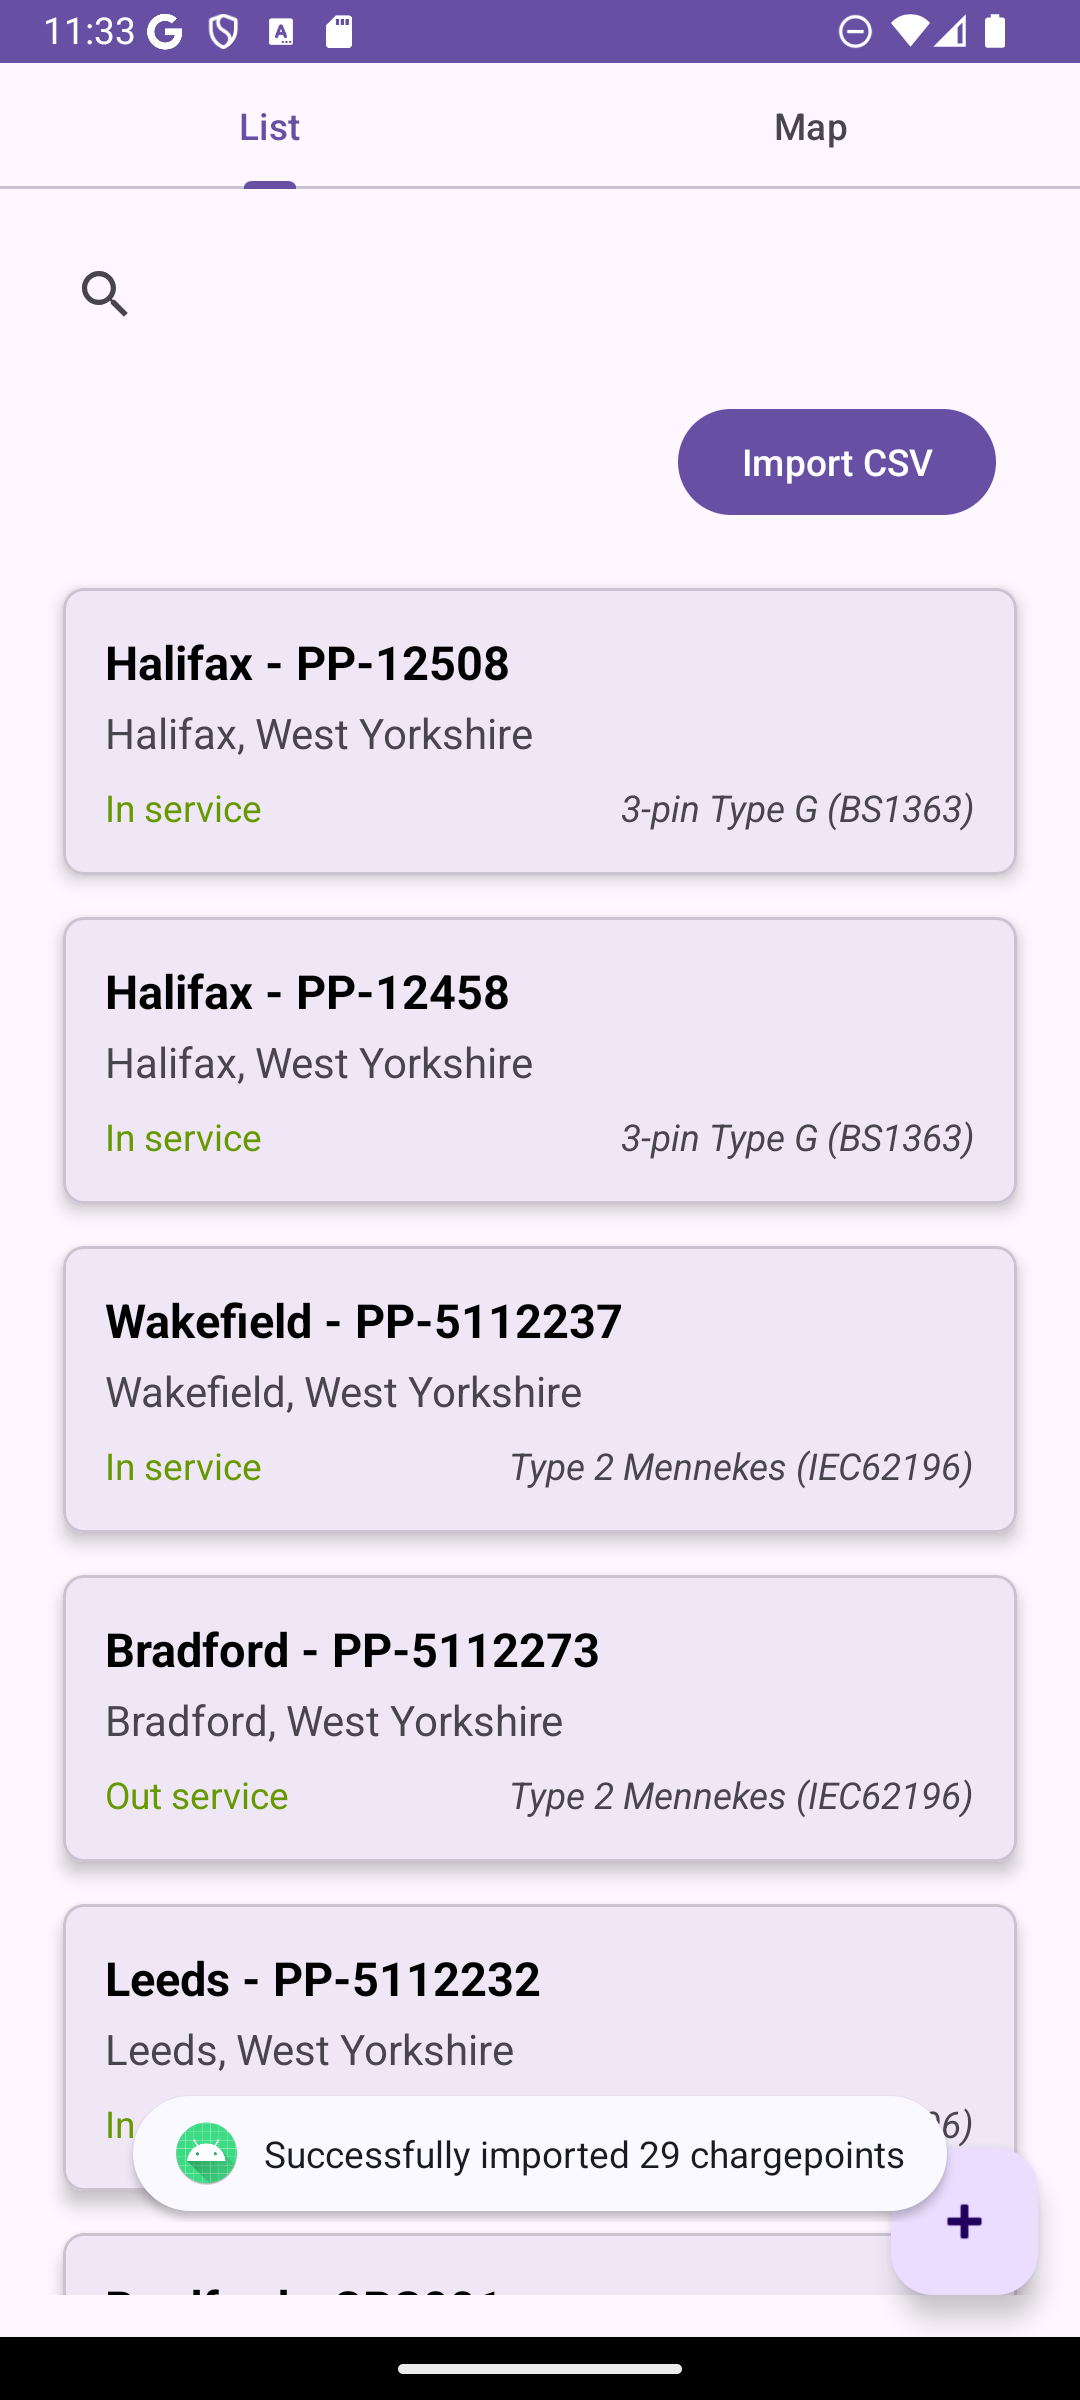 11:33
List
Map
Import CSV
Halifax - PP-12508
Halifax, West Yorkshire
In service
3-pin Type G (BS1363)
Halifax - PP-12458
Halifax, West Yorkshire
In service
3-pin Type G (BS1363)
Wakefield - PP-5112237
Wakefield, West Yorkshire
In service
Type 2 Mennekes (IEC62196)
Bradford - PP-5112273
Bradford, West Yorkshire
Out service
Type 2 Mennekes (IEC62196)
Leeds - PP-5112232
Leeds, West Yorkshire
In
6)
Successfully imported 29 chargepoints